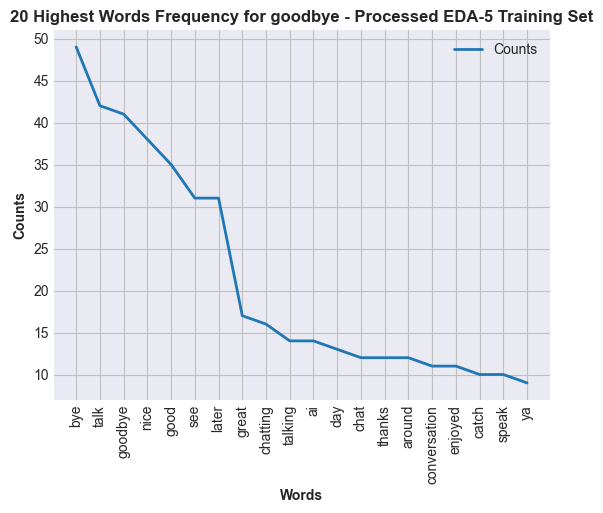 20 Highest Words Frequency for goodbye - Processed EDA-5 Training Set
Counts
50
45
40
35
30
25
20
15
10
Counts
bye
talk
goodbye
nice
good
see
later
great
chatting
talking
ai
day
chat
thanks
around
conversation
enjoyed
catch
speak
ya
Words